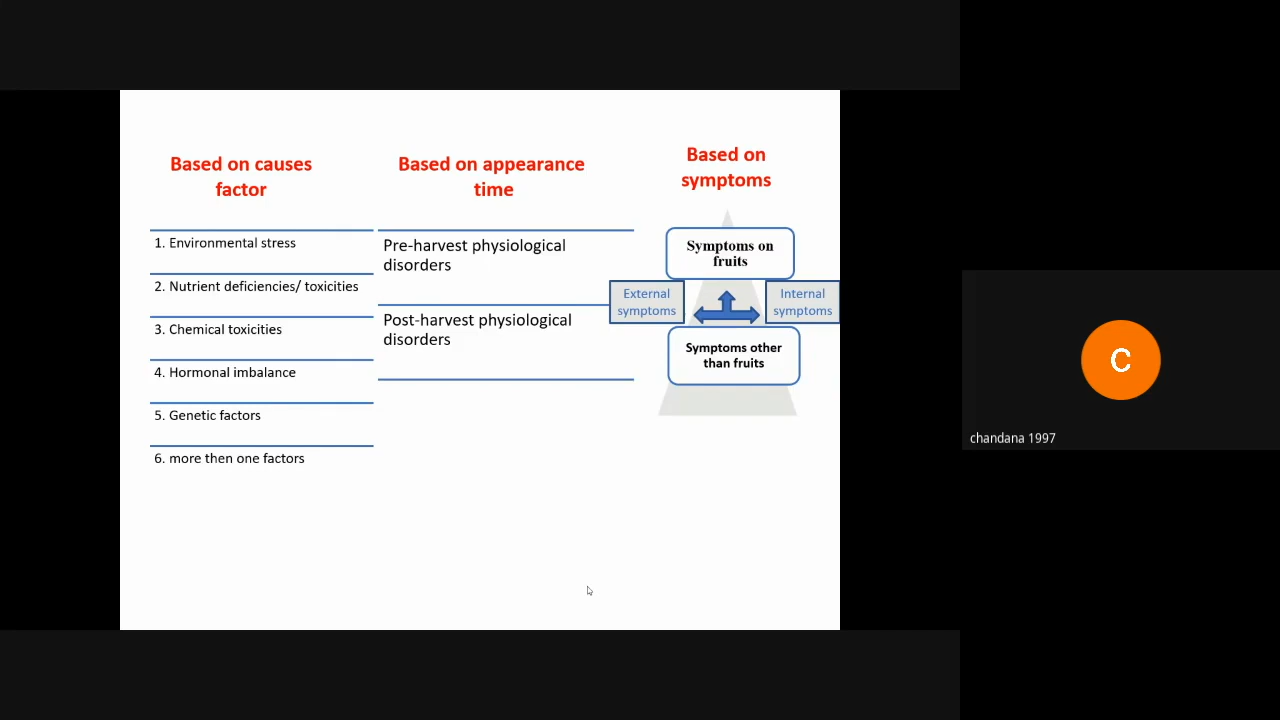 Based on causes
factor
1. Environmental stress
2. Nutrient deficiencies/ toxicities
3. Chemical toxicities
4. Hormonal imbalance
5. Genetic factors
6. more then one factors
Based on appearance
time
Pre-harvest physiological
disorders
Post-harvest physiological
disorders
Based on
symptoms
Symptoms on
fruits
External
symptoms
Internal
symptoms
Symptoms other
than fruits
C
chandana 1997